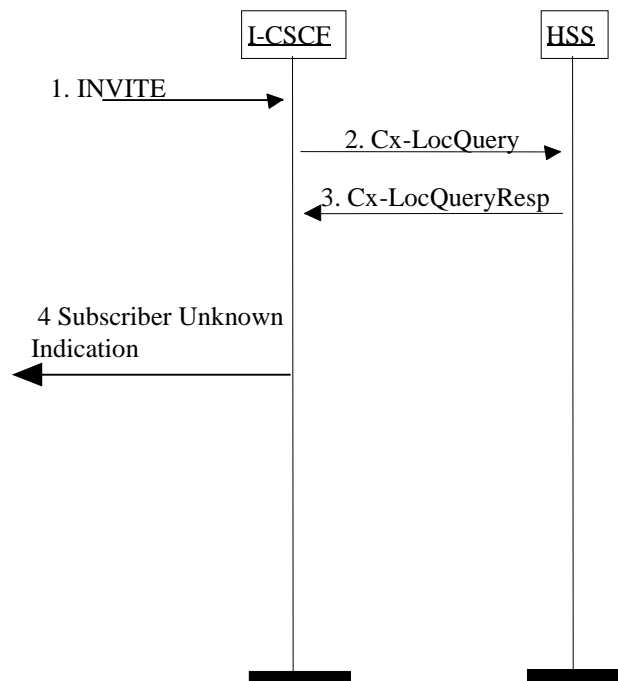 I-CSCF
HSS
1. INVITE
2. Cx-LocQuery
3. Cx-LocQueryResp
4 Subscriber Unknown
Indication